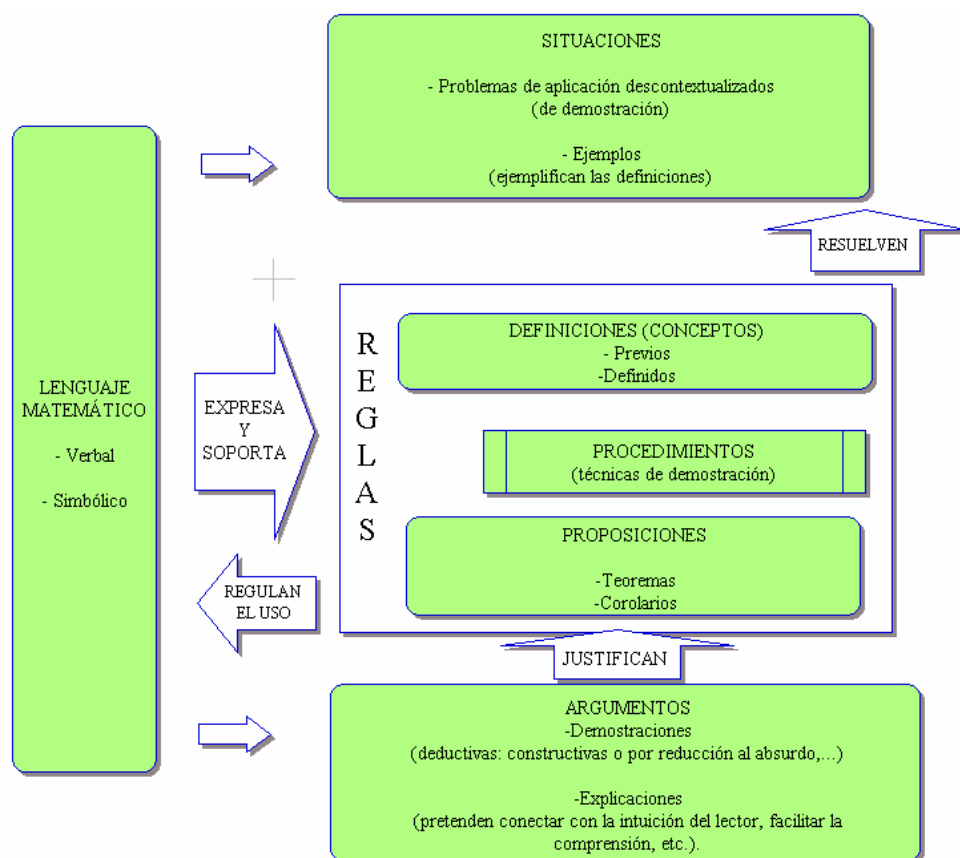 SITUACIONES
- Problemas de aplicación descontextualizados
(de demostración)
- Ejemplos
(ejemplifican las definiciones)
RESUELVEN
LENGUAJE
MATEMÁTICO
- Verbal
- Simbólico
EXPRESA
Y
SOPORTA
REGULAN
EL USO
REGLAS
DEFINICIONES (CONCEPTOS)
- Previos
-Definidos
PROCEDIMIENTOS
(técnicas de demostración)
PROPOSICIONES
-Teoremas
-Corolarios
JUSTIFICAN
ARGUMENTOS
-Demostraciones
(deductivas: constructivas o por reducción al absurdo,...)
-Explicaciones
(pretenden conectar con la intuición del lector, facilitar la
comprensión, etc.).